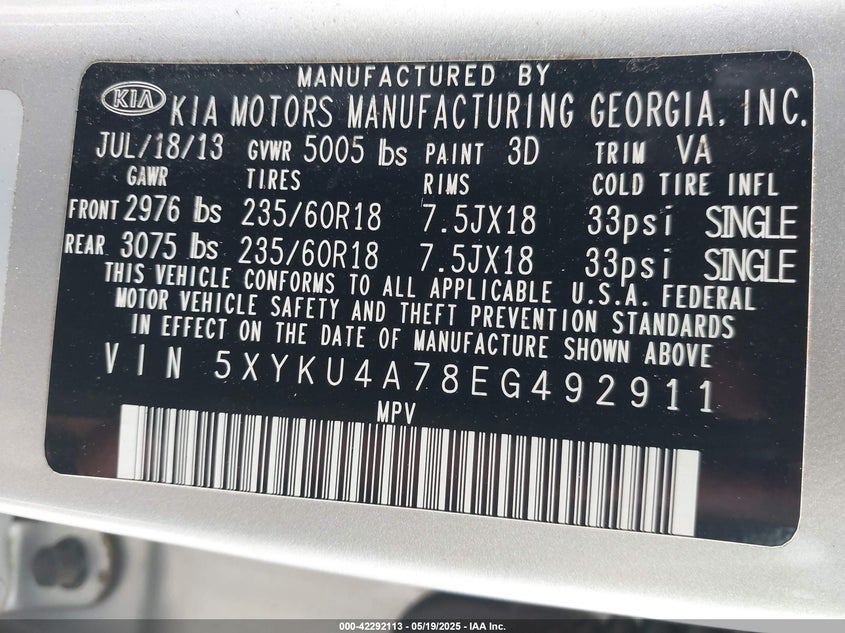 MANUFACTURED BY
KIA KIA MOTORS MANUFACTURING GEORGIA, INC.
JUL/18/13 GVWR 5005 lbs PAINT 3D TRIM VA
GAWR TIRES RIMS COLD TIRE INFL
FRONT 2976 lbs 235/60R18 7.5JX18 33psi SINGLE
REAR 3075 lbs 235/60R18 7.5JX18 33psi SINGLE
THIS VEHICLE CONFORMS TO ALL APPLICABLE U.S.A. FEDERAL
MOTOR VEHICLE SAFETY AND THEFT PREVENTION STANDARDS
IN EFFECT ON THE DATE OF MANUFACTURE SHOWN ABOVE
VIN 5XYKU4A78EG492911
MPV
000-42292113 - 05/19/2025 - IAA Inc.